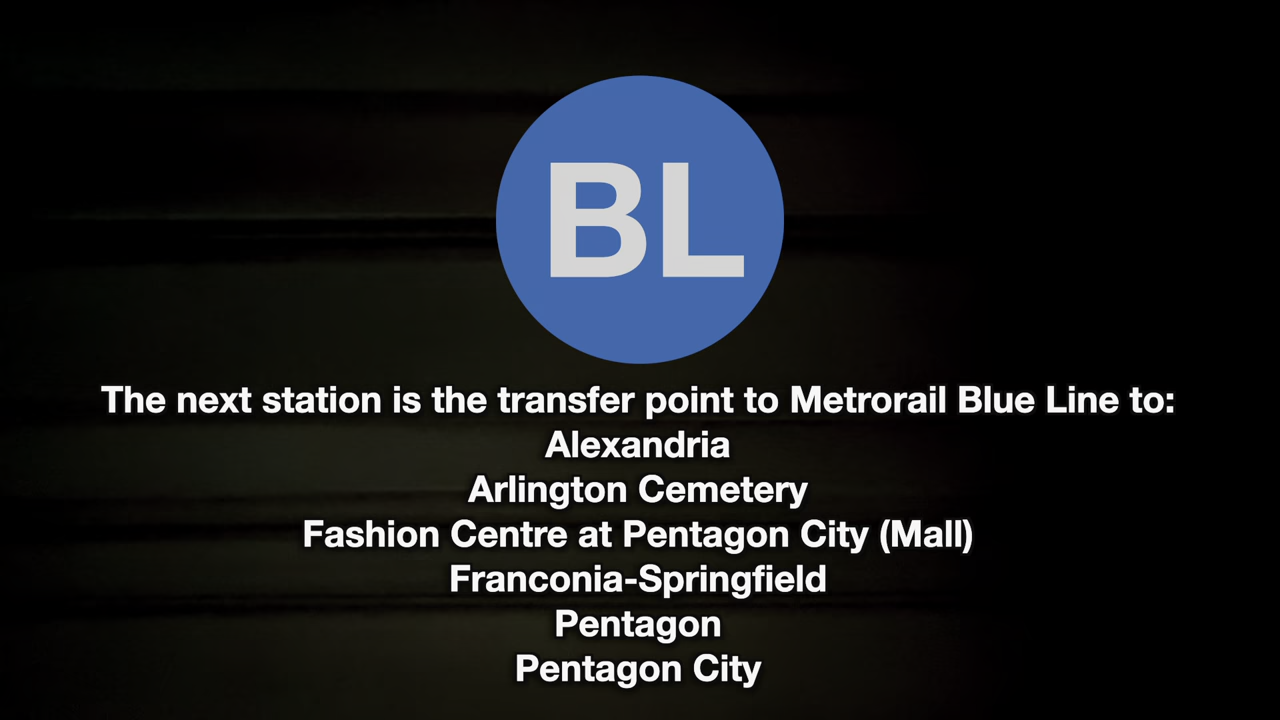 BL
The next station is the transfer point to Metrorail Blue Line to:
Alexandria
Arlington Cemetery
Fashion Centre at Pentagon City (Mall)
Franconia-Springfield
Pentagon
Pentagon City